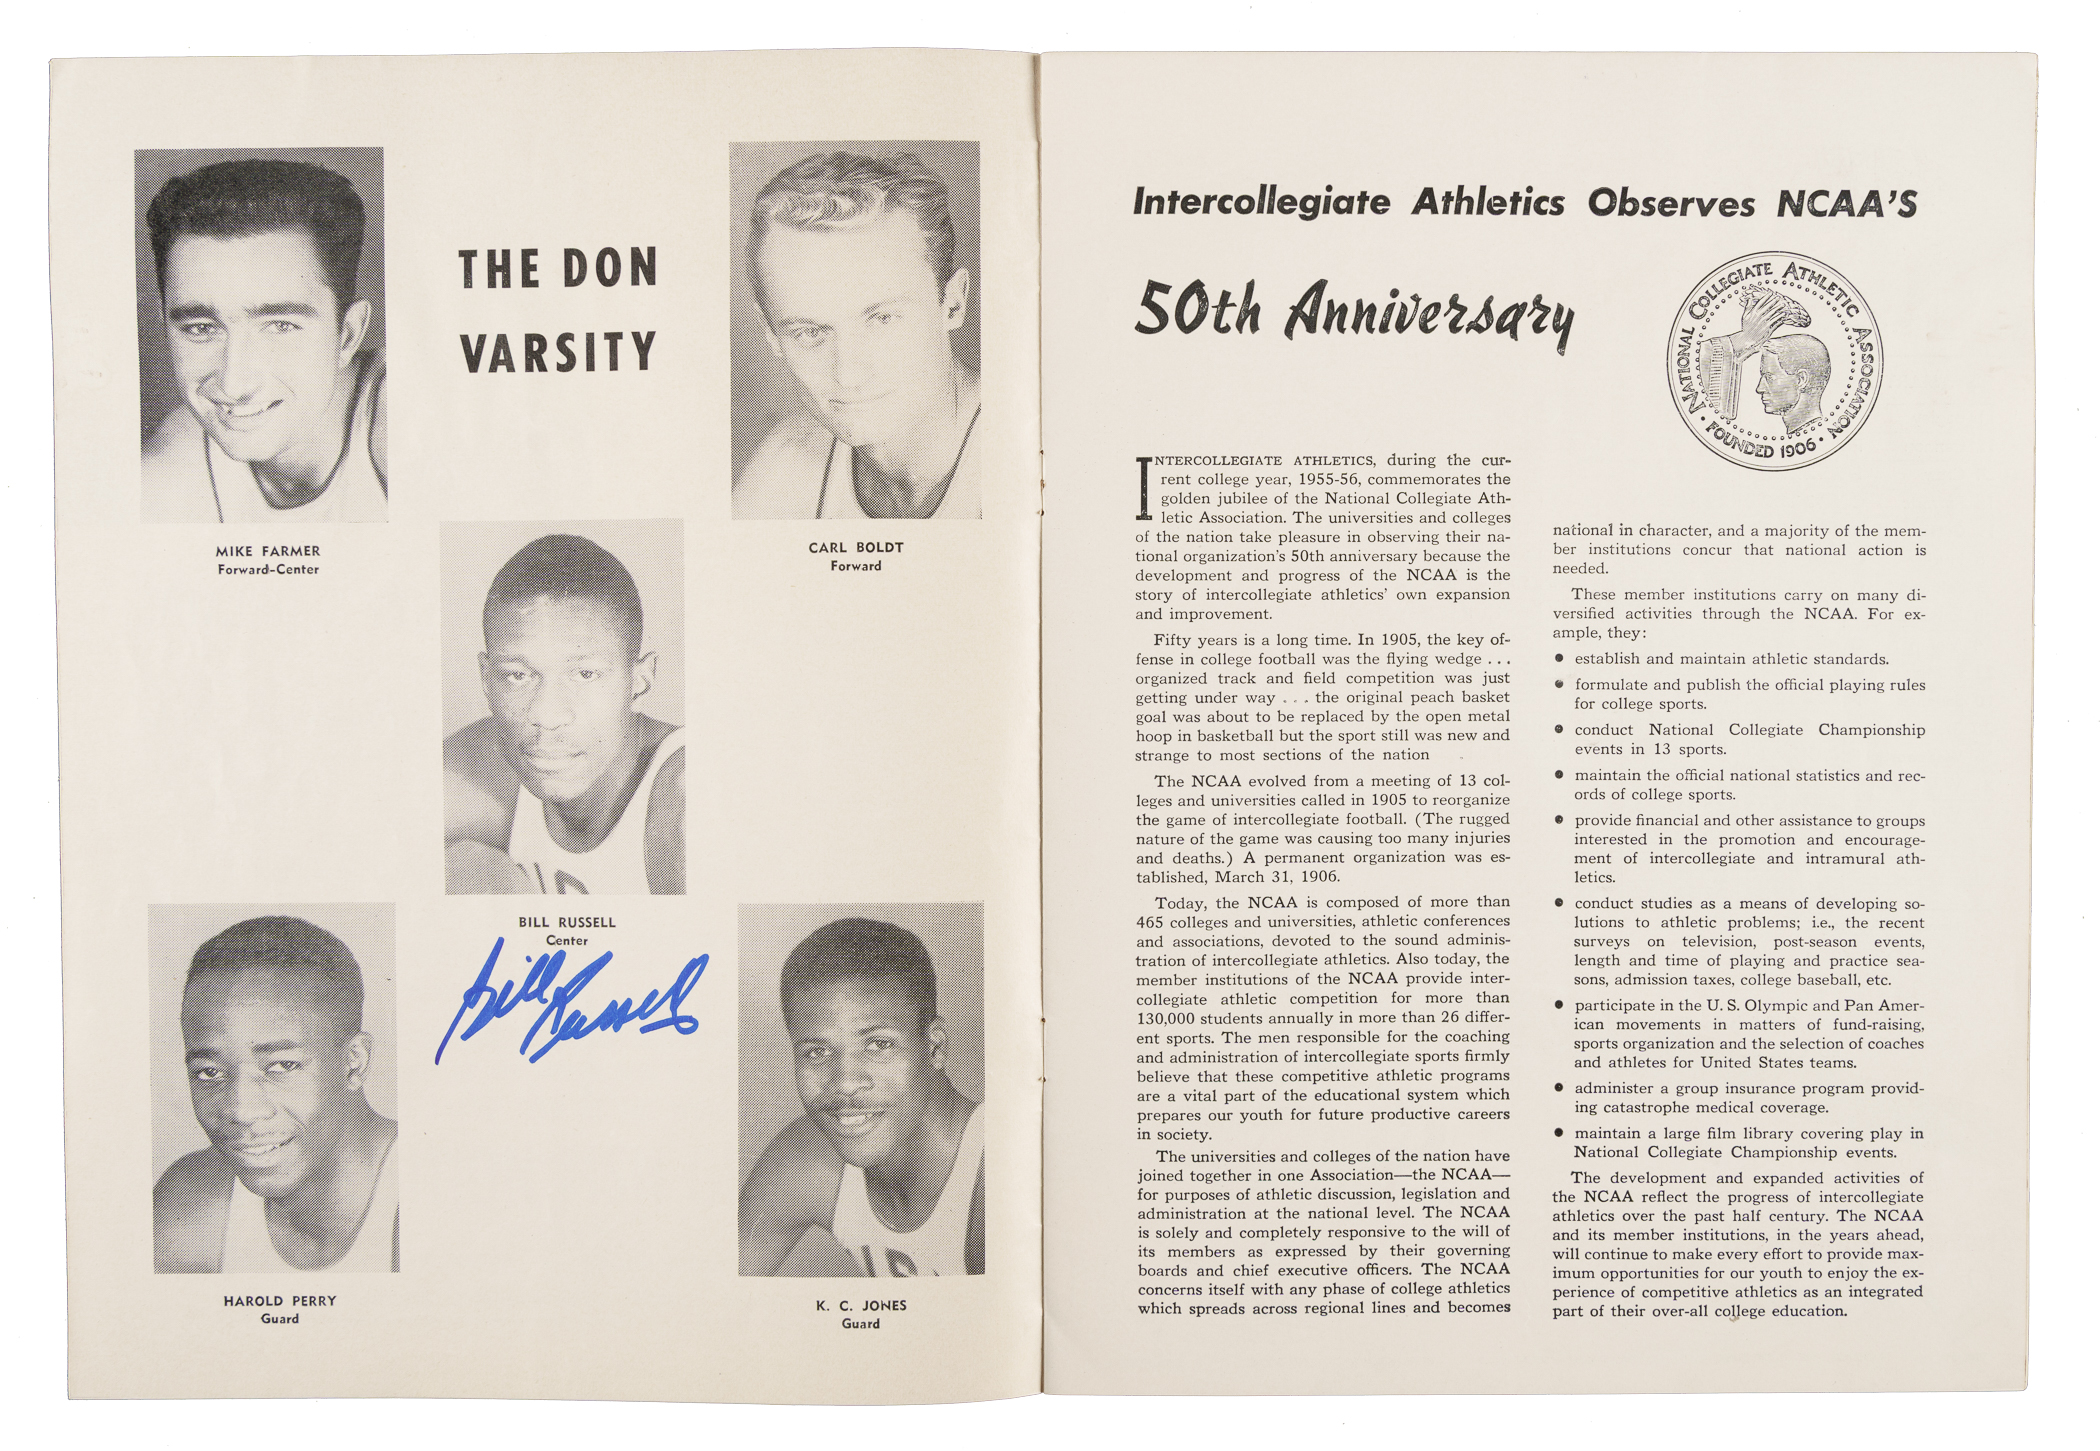 THE DON
VARSITY
MIKE FARMER
Forward-Center
CARL BOLDT
Forward
BILL RUSSELL
Center
Bill Russell
HAROLD PERRY
Guard
K. C. JONES
Guard
Intercollegiate Athletics Observes NCAA'S
50th Anniversary
NATIONAL COLLEGIATE ATHLETIC ASSOCIATION
• FOUNDED 1906 •
INTERCOLLEGIATE ATHLETICS, during the cur-
rent college year, 1955-56, commemorates the
golden jubilee of the National Collegiate Ath-
letic Association. The universities and colleges
of the nation take pleasure in observing their na-
tional organization's 50th anniversary because the
development and progress of the NCAA is the
story of intercollegiate athletics' own expansion
and improvement.
Fifty years is a long time. In 1905, the key of-
fense in college football was the flying wedge . . .
organized track and field competition was just
getting under way . . . the original peach basket
goal was about to be replaced by the open metal
hoop in basketball but the sport still was new and
strange to most sections of the nation
The NCAA evolved from a meeting of 13 col-
leges and universities called in 1905 to reorganize
the game of intercollegiate football. (The rugged
nature of the game was causing too many injuries
and deaths.) A permanent organization was es-
tablished, March 31, 1906.
Today, the NCAA is composed of more than
465 colleges and universities, athletic conferences
and associations, devoted to the sound adminis-
tration of intercollegiate athletics. Also today, the
member institutions of the NCAA provide inter-
collegiate athletic competition for more than
130,000 students annually in more than 26 differ-
ent sports. The men responsible for the coaching
and administration of intercollegiate sports firmly
believe that these competitive athletic programs
are a vital part of the educational system which
prepares our youth for future productive careers
in society.
The universities and colleges of the nation have
joined together in one Association—the NCAA—
for purposes of athletic discussion, legislation and
administration at the national level. The NCAA
is solely and completely responsive to the will of
its members as expressed by their governing
boards and chief executive officers. The NCAA
concerns itself with any phase of college athletics
which spreads across regional lines and becomes
national in character, and a majority of the mem-
ber institutions concur that national action is
needed.
These member institutions carry on many di-
versified activities through the NCAA. For ex-
ample, they:
• establish and maintain athletic standards.
• formulate and publish the official playing rules
for college sports.
• conduct National Collegiate Championship
events in 13 sports.
• maintain the official national statistics and rec-
ords of college sports.
• provide financial and other assistance to groups
interested in the promotion and encourage-
ment of intercollegiate and intramural ath-
letics.
• conduct studies as a means of developing so-
lutions to athletic problems; i.e., the recent
surveys on television, post-season events,
length and time of playing and practice sea-
sons, admission taxes, college baseball, etc.
• participate in the U. S. Olympic and Pan Amer-
ican movements in matters of fund-raising,
sports organization and the selection of coaches
and athletes for United States teams.
• administer a group insurance program provid-
ing catastrophe medical coverage.
• maintain a large film library covering play in
National Collegiate Championship events.
The development and expanded activities of
the NCAA reflect the progress of intercollegiate
athletics over the past half century. The NCAA
and its member institutions, in the years ahead,
will continue to make every effort to provide max-
imum opportunities for our youth to enjoy the ex-
perience of competitive athletics as an integrated
part of their over-all college education.